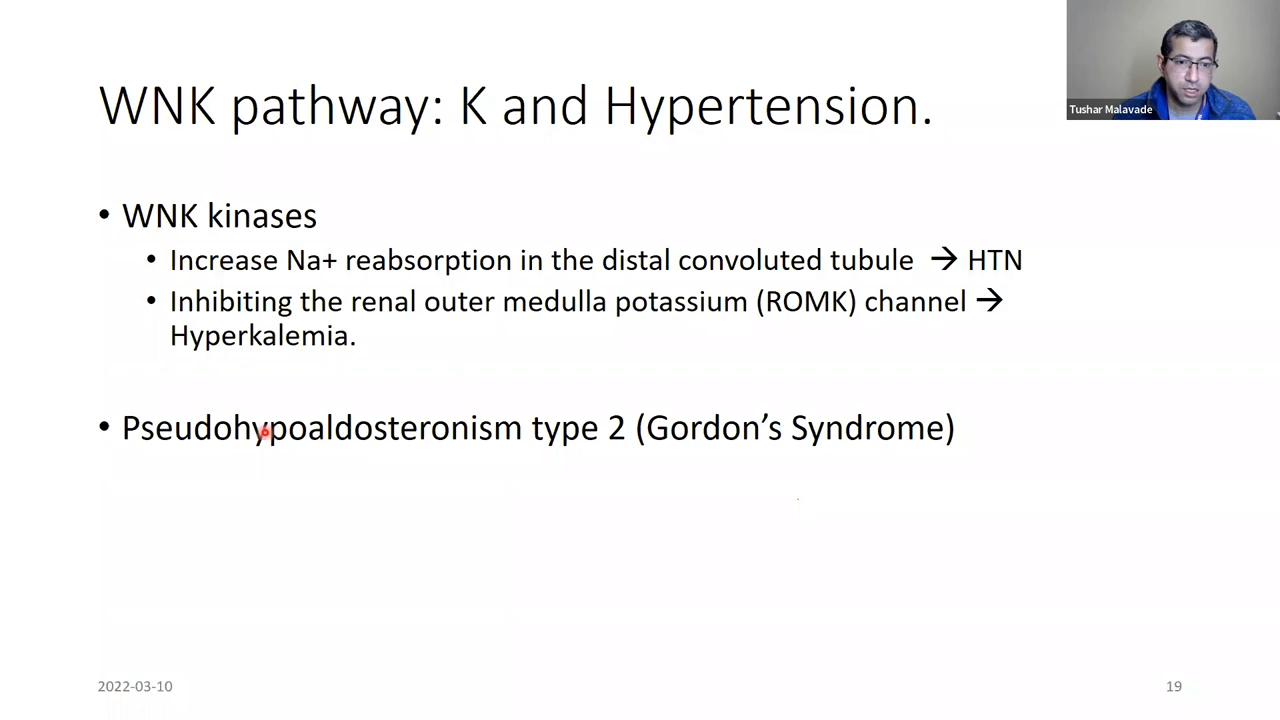 WNK pathway: K and Hypertension.
Tushar Malavade
• WNK kinases
• Increase Na+ reabsorption in the distal convoluted tubule → HTN
• Inhibiting the renal outer medulla potassium (ROMK) channel →
Hyperkalemia.
• Pseudohypoaldosteronism type 2 (Gordon’s Syndrome)
2022-03-10
19